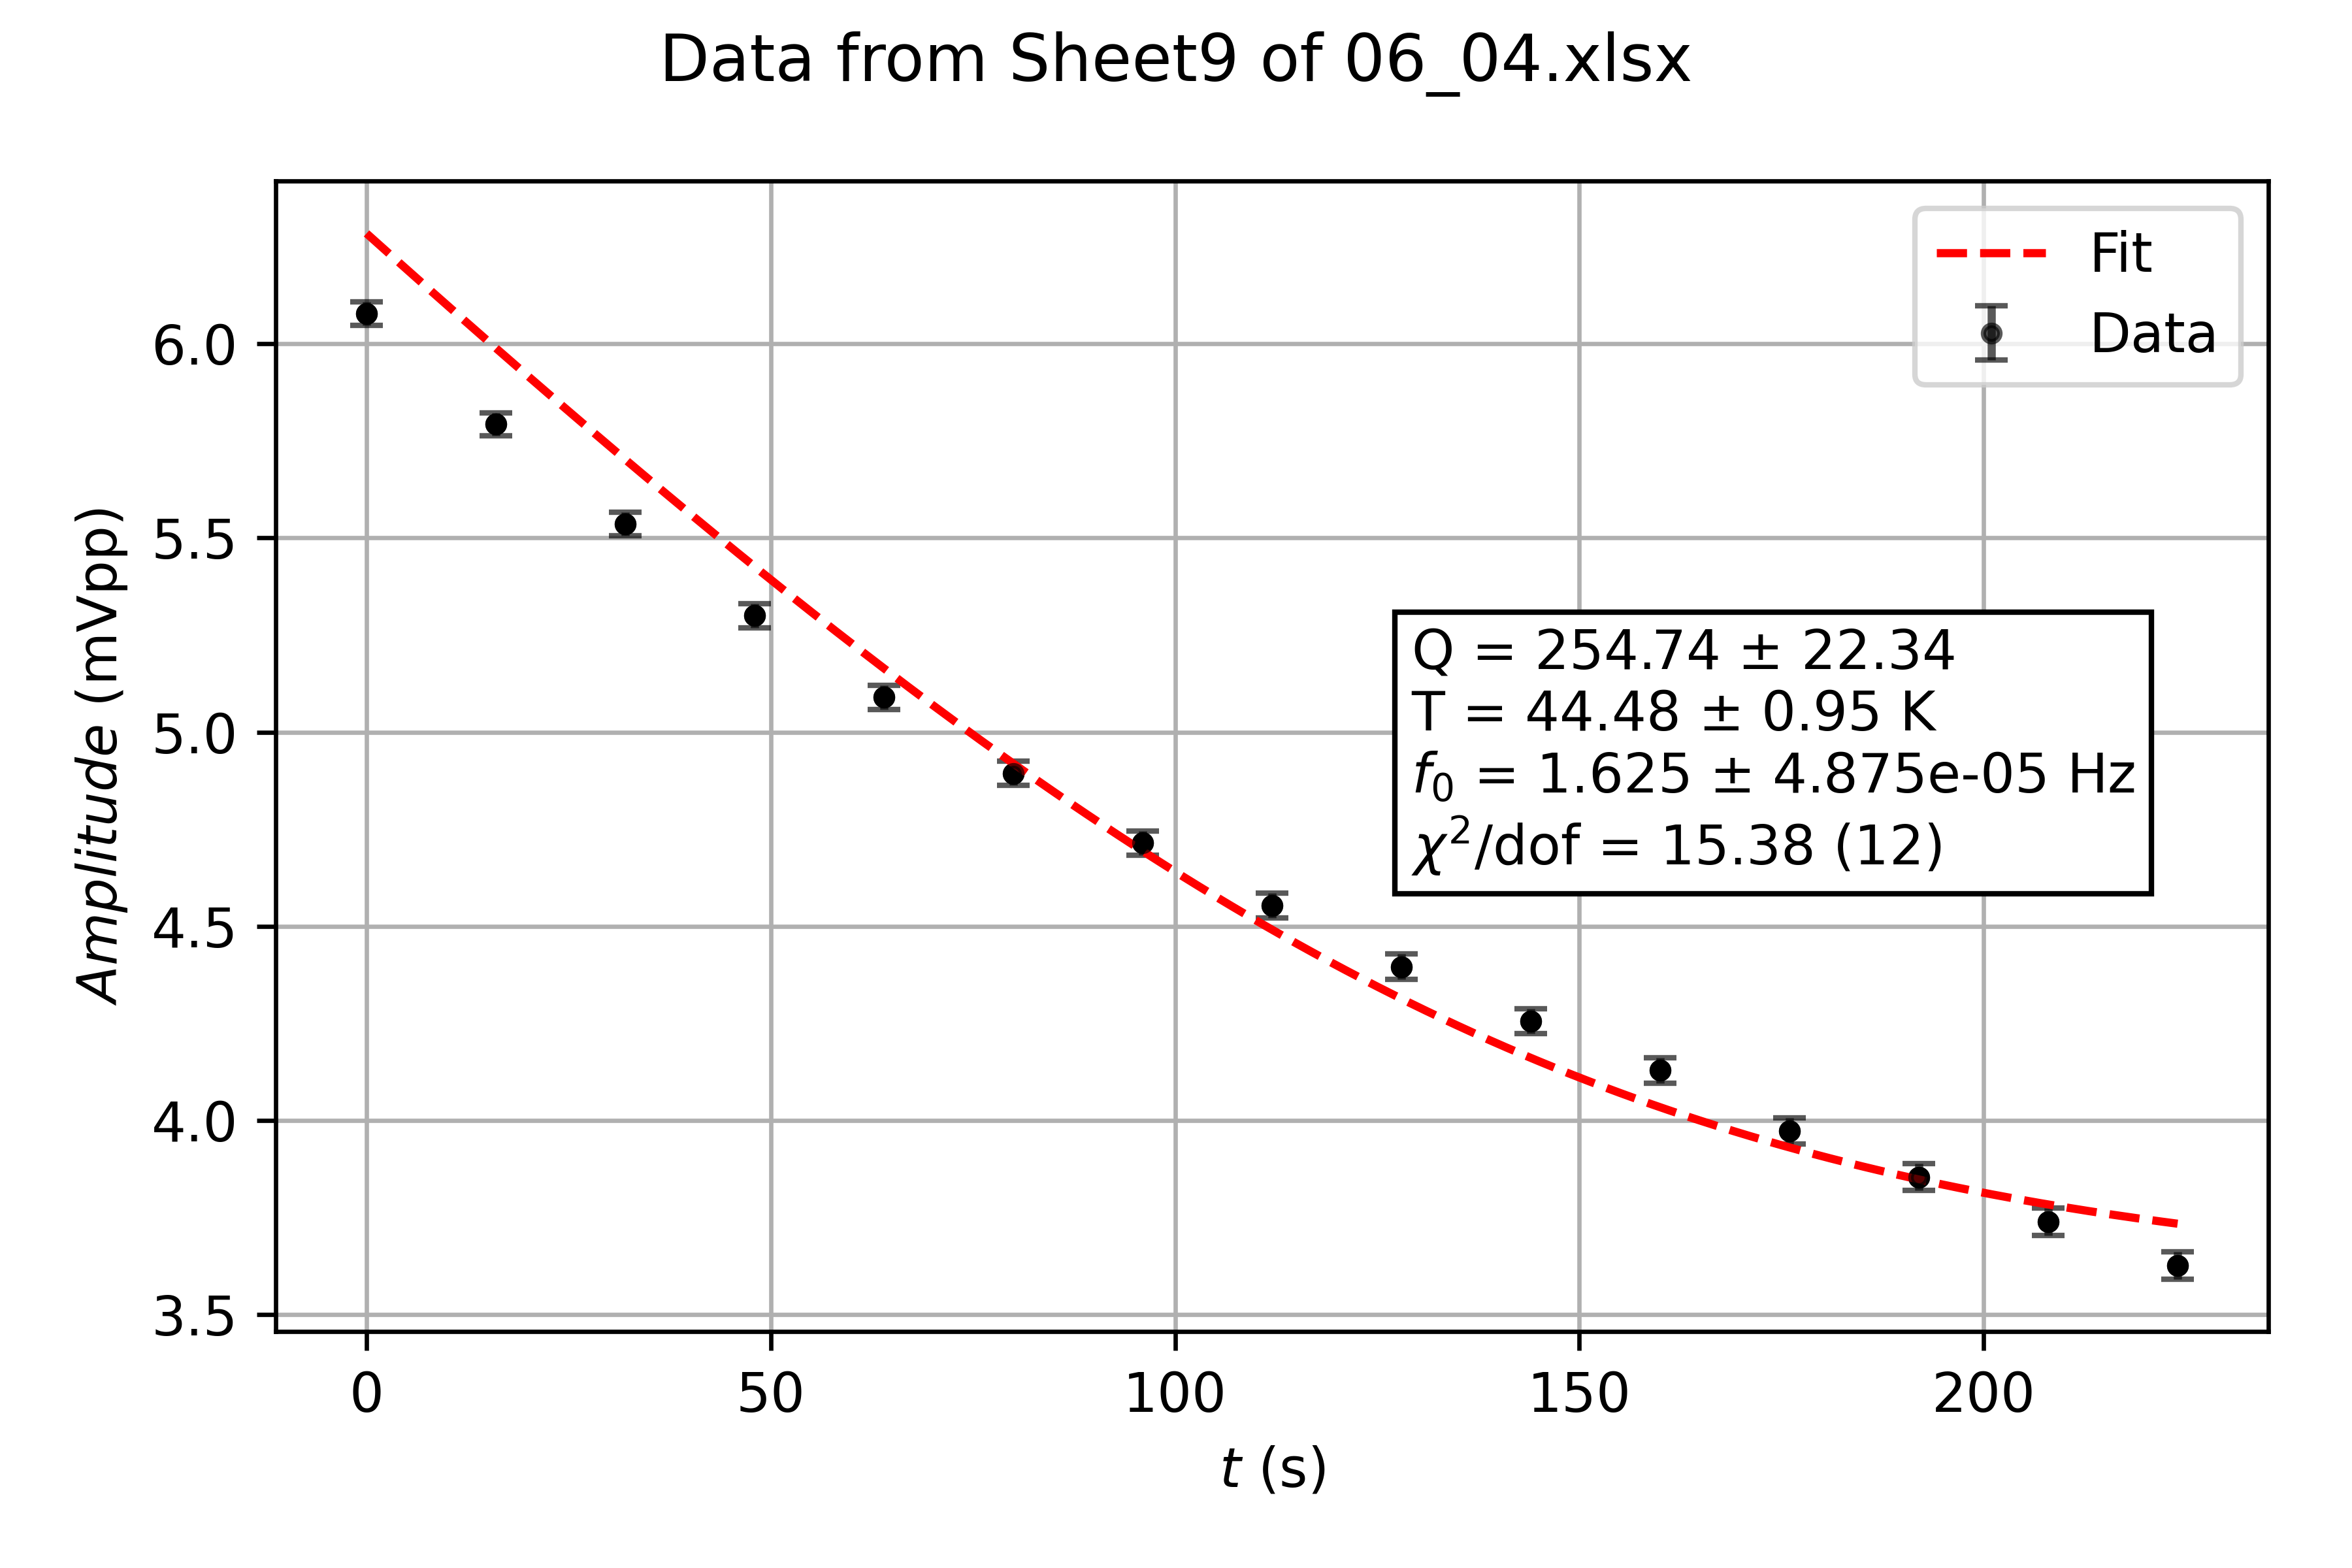 Data from Sheet9 of 06_04.xlsx
Fit
Data
Q = 254.74 ± 22.34
T = 44.48 ± 0.95 K
f₀ = 1.625 ± 4.875e-05 Hz
χ²/dof = 15.38 (12)
Amplitude (mVpp)
6.0
5.5
5.0
4.5
4.0
3.5
0 50 100 150 200
t (s)